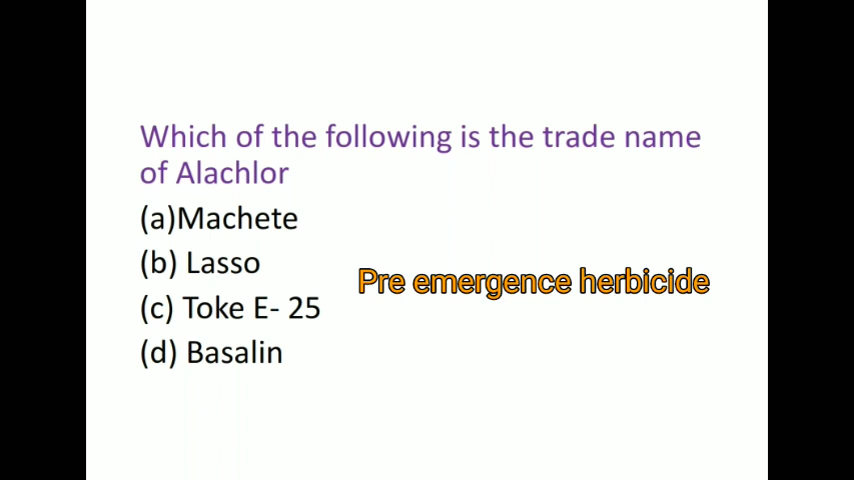 Which of the following is the trade name
of Alachlor
(a)Machete
(b) Lasso
Pre emergence herbicide
(c) Toke E- 25
(d) Basalin